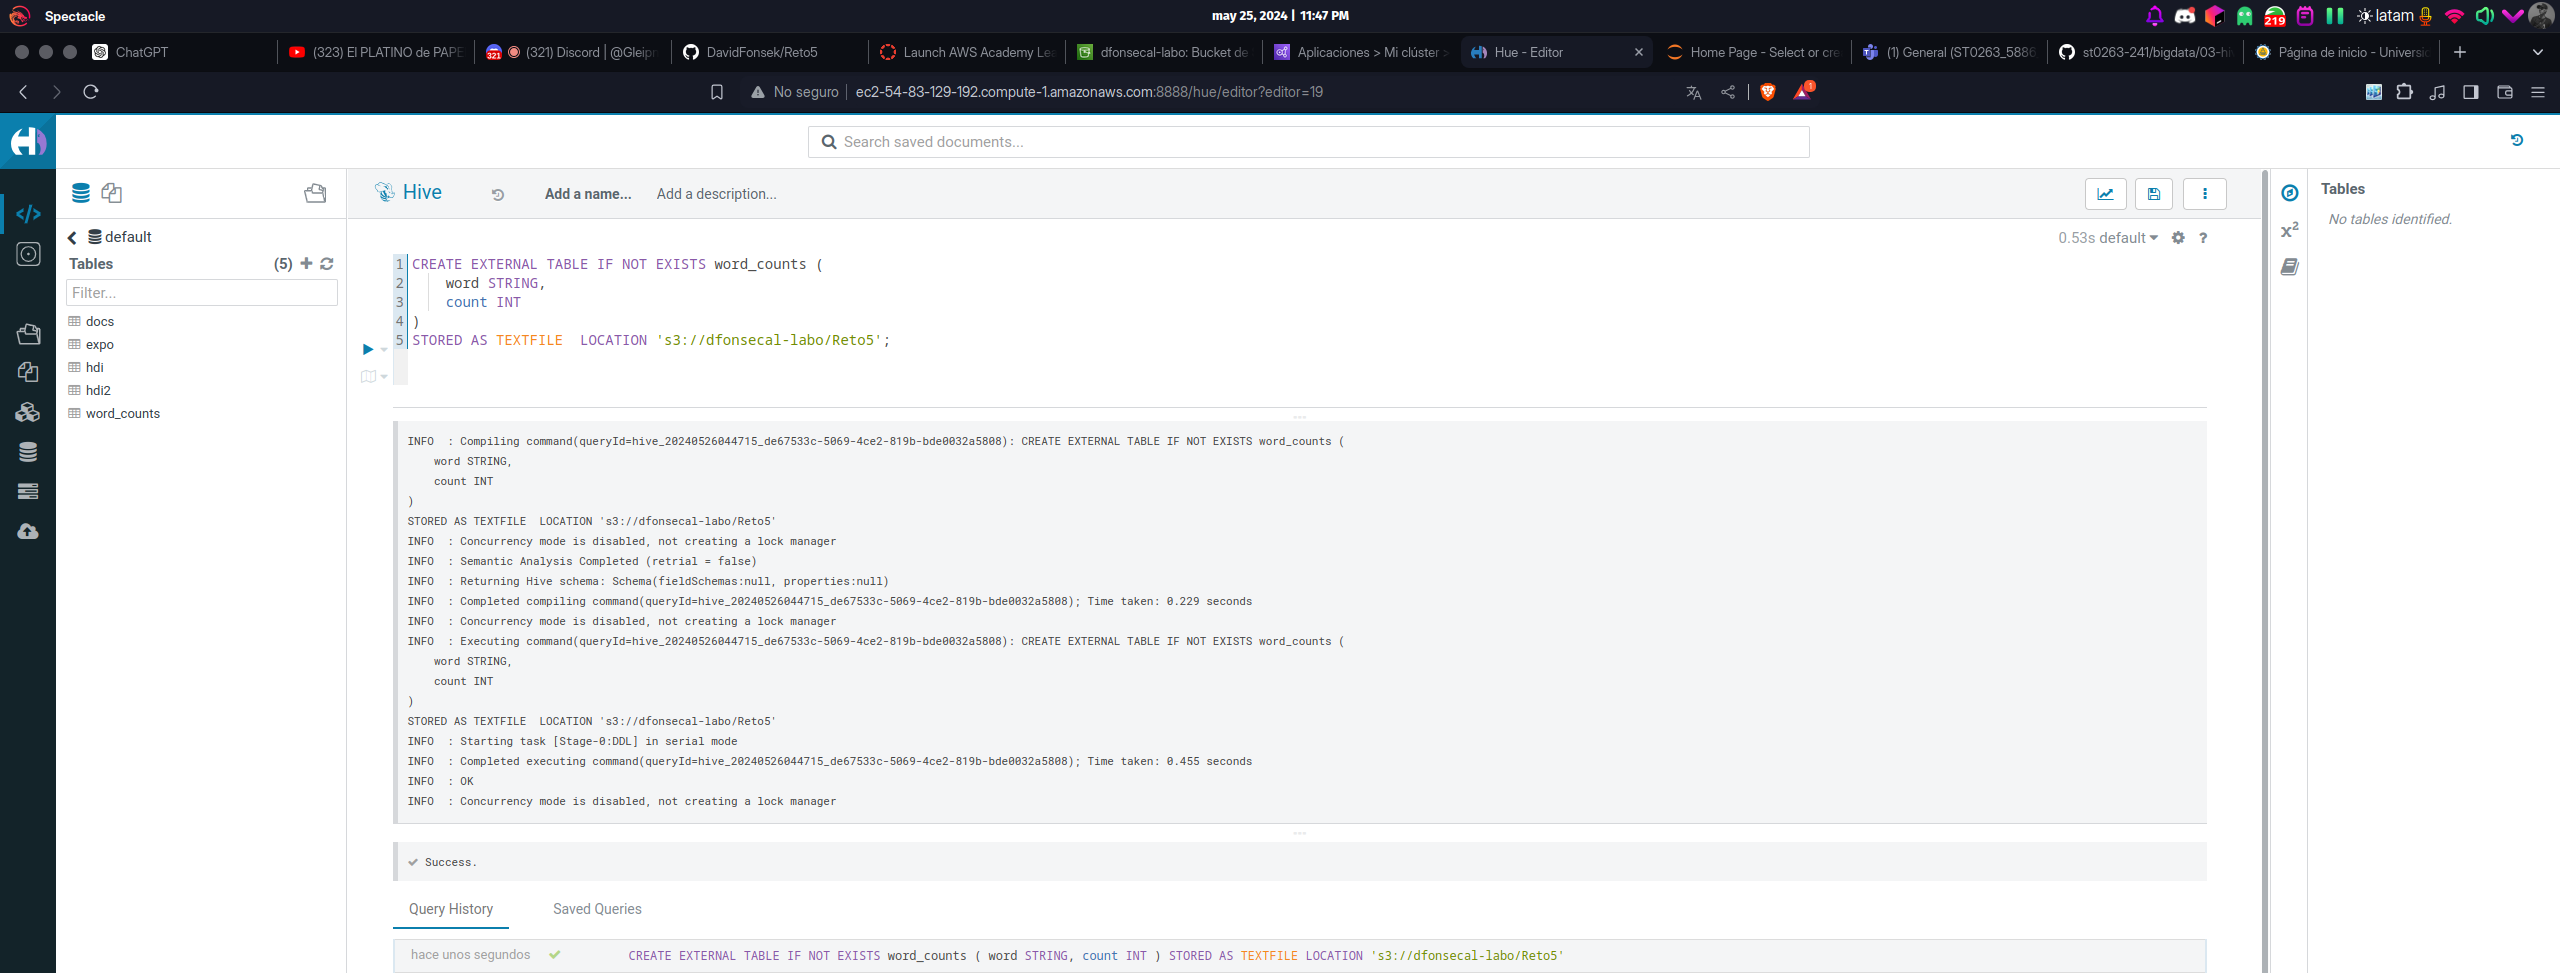 Spectacle
may 25, 2024 | 11:47 PM
219
latam
ChatGPT
(323) El PLATINO de PAPE
321
(321) Discord | @Gleipr
DavidFonsek/Reto5
Launch AWS Academy Lea
dfonsecal-labo: Bucket de
Aplicaciones > Mi clúster >
Hue - Editor
Home Page - Select or cre
(1) General (ST0263_5886
st0263-241/bigdata/03-hi
Página de inicio - Universi
No seguro
ec2-54-83-129-192.compute-1.amazonaws.com:8888/hue/editor?editor=19
1
Search saved documents...
Hive
Add a name...
Add a description...
Tables
No tables identified.
default
Tables
(5)
Filter...
docs
expo
hdi
hdi2
word_counts
0.53s default
?
1 CREATE EXTERNAL TABLE IF NOT EXISTS word_counts (
2 word STRING,
3 count INT
4 )
5 STORED AS TEXTFILE LOCATION 's3://dfonsecal-labo/Reto5';
INFO : Compiling command(queryId=hive_20240526044715_de67533c-5069-4ce2-819b-bde0032a5808): CREATE EXTERNAL TABLE IF NOT EXISTS word_counts (
word STRING,
count INT
)
STORED AS TEXTFILE LOCATION 's3://dfonsecal-labo/Reto5'
INFO : Concurrency mode is disabled, not creating a lock manager
INFO : Semantic Analysis Completed (retrial = false)
INFO : Returning Hive schema: Schema(fieldSchemas:null, properties:null)
INFO : Completed compiling command(queryId=hive_20240526044715_de67533c-5069-4ce2-819b-bde0032a5808); Time taken: 0.229 seconds
INFO : Concurrency mode is disabled, not creating a lock manager
INFO : Executing command(queryId=hive_20240526044715_de67533c-5069-4ce2-819b-bde0032a5808): CREATE EXTERNAL TABLE IF NOT EXISTS word_counts (
word STRING,
count INT
)
STORED AS TEXTFILE LOCATION 's3://dfonsecal-labo/Reto5'
INFO : Starting task [Stage-0:DDL] in serial mode
INFO : Completed executing command(queryId=hive_20240526044715_de67533c-5069-4ce2-819b-bde0032a5808); Time taken: 0.455 seconds
INFO : OK
INFO : Concurrency mode is disabled, not creating a lock manager
Success.
Query History
Saved Queries
hace unos segundos
CREATE EXTERNAL TABLE IF NOT EXISTS word_counts ( word STRING, count INT ) STORED AS TEXTFILE LOCATION 's3://dfonsecal-labo/Reto5'